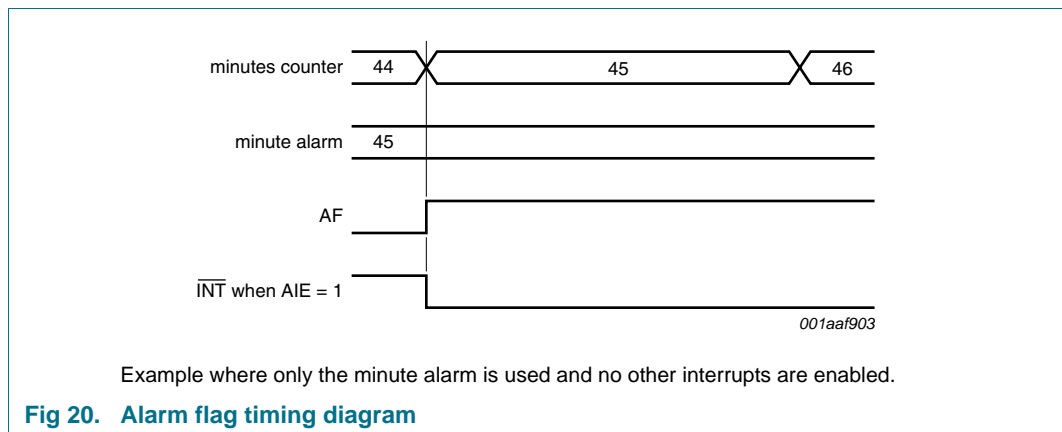 minutes counter 44 45 46
minute alarm 45
AF
INT when AIE = 1
001aaf903
Example where only the minute alarm is used and no other interrupts are enabled.
Fig 20. Alarm flag timing diagram